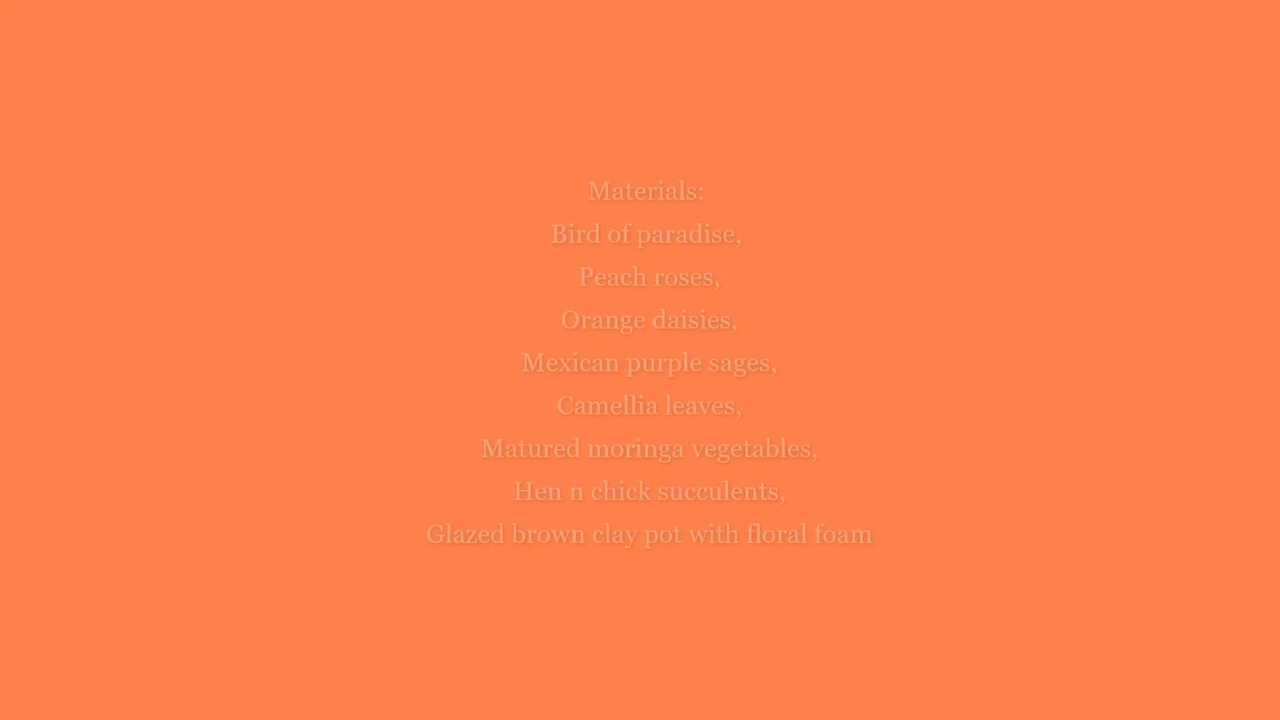 Materials:
Bird of paradise,
Peach roses,
Orange daisies,
Mexican purple sages,
Camellia leaves,
Matured moringa vegetables,
Hen n chick succulents,
Glazed brown clay pot with floral foam